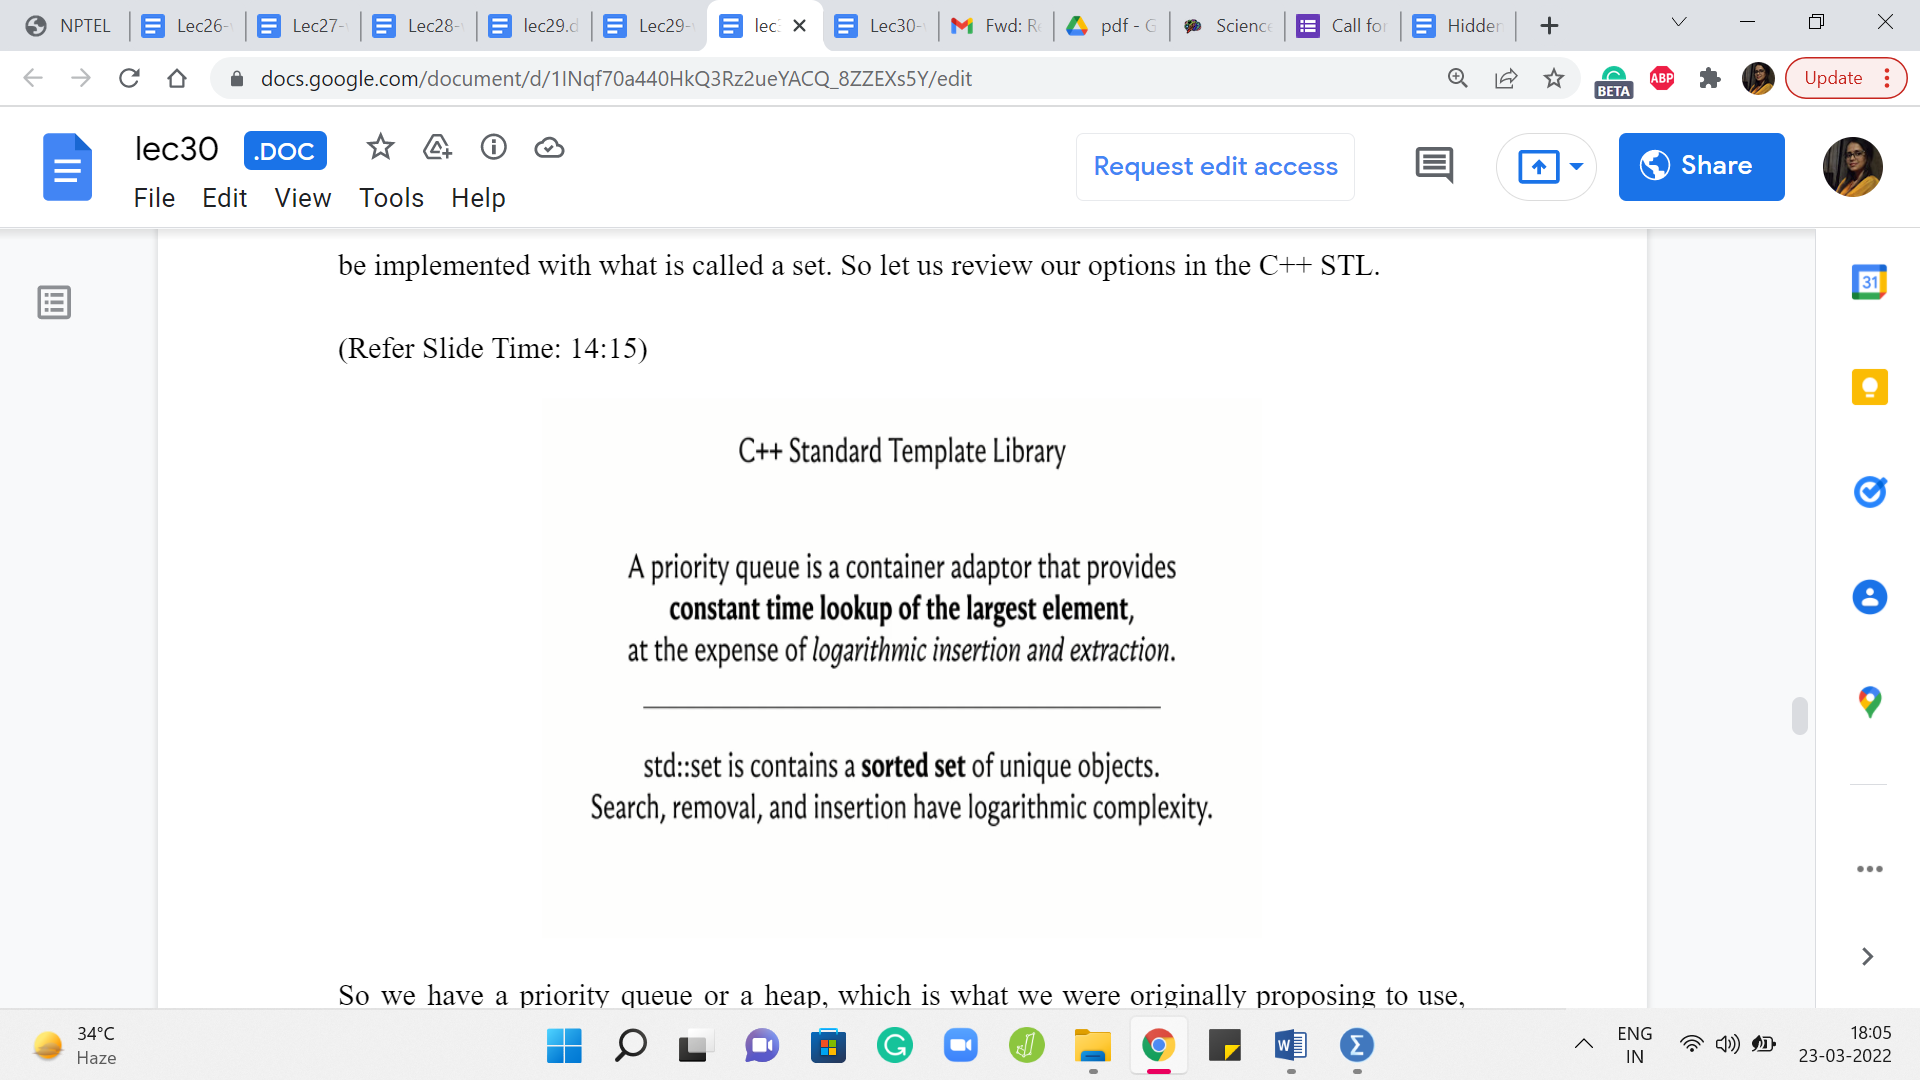 NPTEL
Lec26-
Lec27-
Lec28-
lec29.d
Lec29-
lec
Lec30-
Fwd: R
pdf - G
Science
Call for
Hidden
docs.google.com/document/d/1INqf70a440HkQ3Rz2ueYACQ_8ZZEXs5Y/edit
BETA
ABP
Update
lec30 .DOC
Request edit access
Share
File Edit View Tools Help
be implemented with what is called a set. So let us review our options in the C++ STL.
31
(Refer Slide Time: 14:15)
C++ Standard Template Library
A priority queue is a container adaptor that provides
constant time lookup of the largest element,
at the expense of logarithmic insertion and extraction.
std::set is contains a sorted set of unique objects.
Search, removal, and insertion have logarithmic complexity.
So we have a priority queue or a heap, which is what we were originally proposing to use,
34°C
Haze
ENG
IN
18:05
23-03-2022